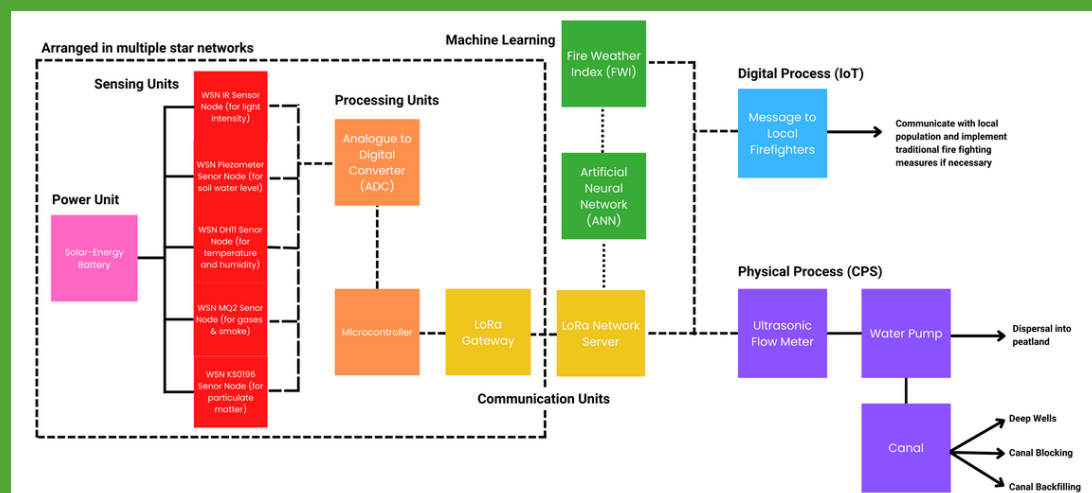 Arranged in multiple star networks
Sensing Units
Power Unit
Solar-Energy
Battery
WSN IR Sensor
Node (for light
intensity)
WSN Piezometer
Senor Node (for
soil water level)
WSN DH11 Senor
Node (for
temperature
and humidity)
WSN MQ2 Senor
Node (for gases
& smoke)
WSN KS0196
Senor Node (for
particulate
matter)
Processing Units
Analogue to
Digital
Converter
(ADC)
Microcontroller
LoRa
Gateway
LoRa Network
Server
Communication Units
Machine Learning
Fire Weather
Index (FWI)
Artificial
Neural
Network
(ANN)
Digital Process (IoT)
Message to
Local
Firefighters
Communicate with local
population and implement
traditional fire fighting
measures if necessary
Physical Process (CPS)
Ultrasonic
Flow Meter
Water Pump
Dispersal into
peatland
Canal
Deep Wells
Canal Blocking
Canal Backfilling